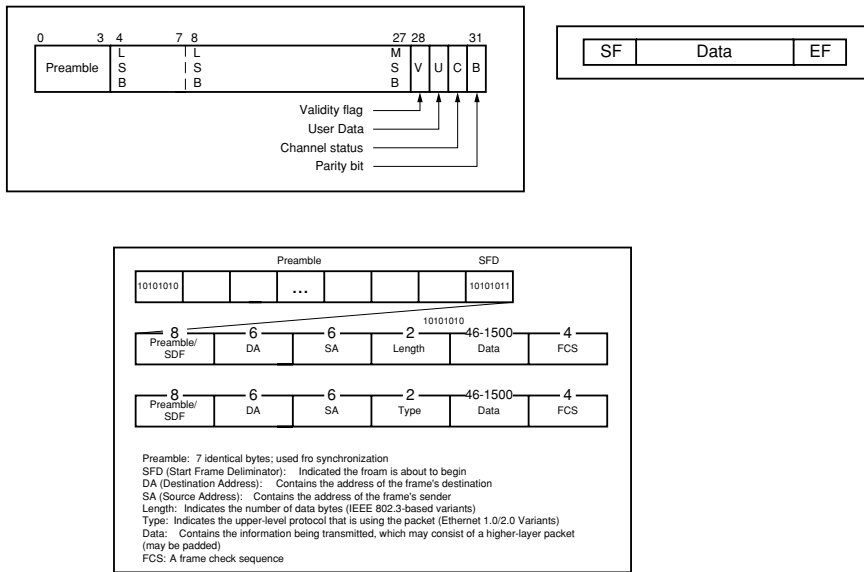 0 3 4 7 8 27 28 31
Preamble
L
S
B
L
S
B
M
S
B
V U C B
Validity flag
User Data
Channel status
Parity bit
SF Data EF
Preamble SFD
10101010 ... 10101011
10101010
8 6 6 2 46-1500 4
Preamble/
SDF
DA SA Length Data FCS
8 6 6 2 46-1500 4
Preamble/
SDF
DA SA Type Data FCS
Preamble: 7 identical bytes; used fro synchronization
SFD (Start Frame Deliminator): Indicated the froam is about to begin
DA (Destination Address): Contains the address of the frame's destination
SA (Source Address): Contains the address of the frame's sender
Length: Indicates the number of data bytes (IEEE 802.3-based variants)
Type: Indicates the upper-level protocol that is using the packet (Ethernet 1.0/2.0 Variants)
Data: Contains the information being transmitted, which may consist of a higher-layer packet
(may be padded)
FCS: A frame check sequence